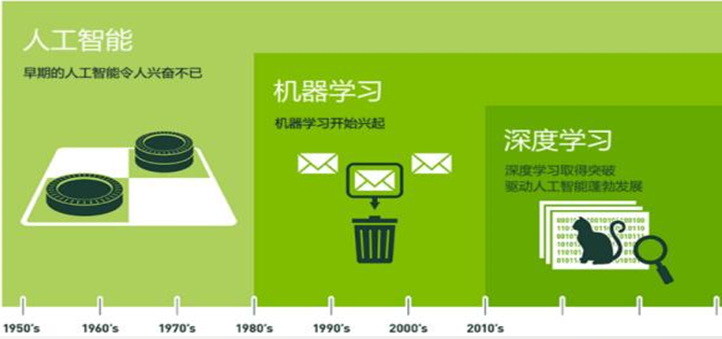 人工智能
早期的人工智能令人兴奋不已
机器学习
机器学习开始兴起
深度学习
深度学习取得突破
驱动人工智能蓬勃发展
1950's
1960's
1970's
1980's
1990's
2000's
2010's